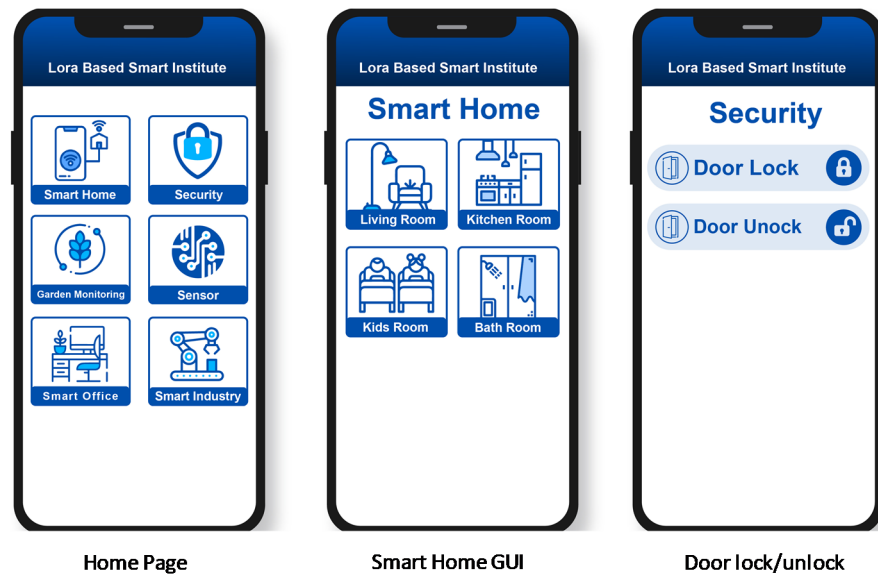 Lora Based Smart Institute
Smart Home
Security
Garden Monitoring
Sensor
Smart Office
Smart Industry
Home Page
Lora Based Smart Institute
Smart Home
Living Room
Kitchen Room
Kids Room
Bath Room
Smart Home GUI
Lora Based Smart Institute
Security
Door Lock
Door Unock
Door lock/unlock